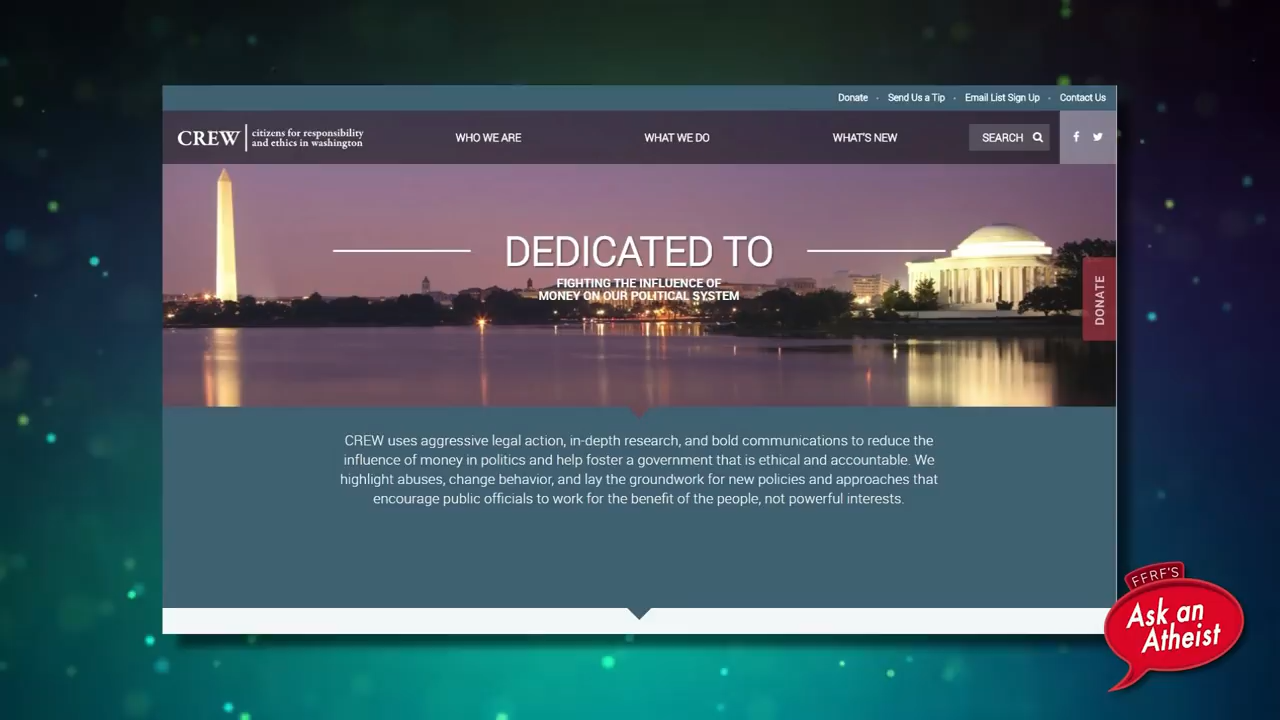 Donate · Send Us a Tip · Email List Sign Up · Contact Us
CREW
citizens for responsibility
and ethics in washington
WHO WE ARE
WHAT WE DO
WHAT'S NEW
SEARCH
DEDICATED TO
FIGHTING THE INFLUENCE OF
MONEY ON OUR POLITICAL SYSTEM
DONATE
CREW uses aggressive legal action, in-depth research, and bold communications to reduce the
influence of money in politics and help foster a government that is ethical and accountable. We
highlight abuses, change behavior, and lay the groundwork for new policies and approaches that
encourage public officials to work for the benefit of the people, not powerful interests.
FFRF'S
Ask an
Atheist